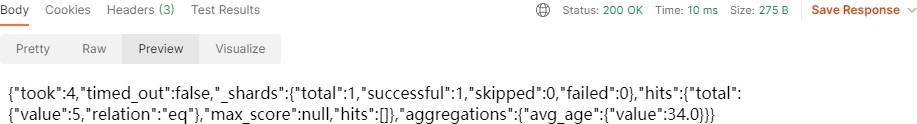 Body Cookies Headers (3) Test Results Status: 200 OK Time: 10 ms Size: 275 B Save Response
Pretty Raw Preview Visualize
{"took":4,"timed_out":false,"_shards":{"total":1,"successful":1,"skipped":0,"failed":0},"hits":{"total":
{"value":5,"relation":"eq"},"max_score":null,"hits":[]},"aggregations":{"avg_age":{"value":34.0}}}